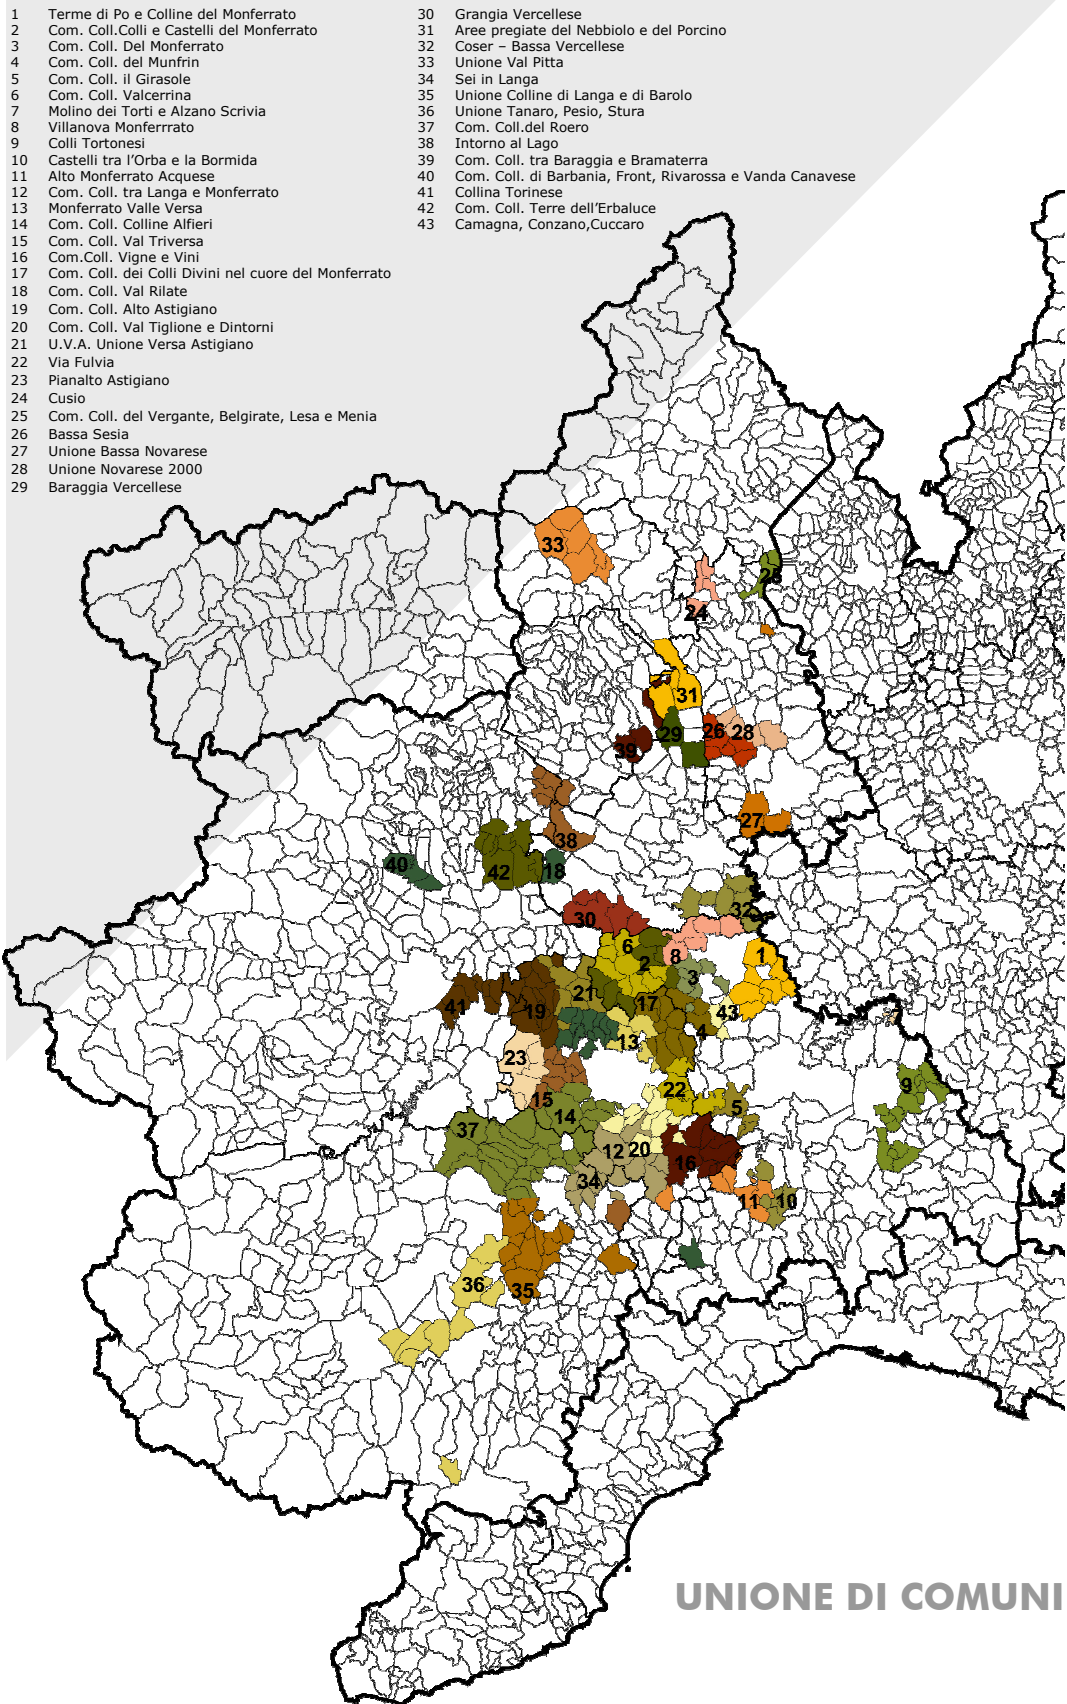 1 Terme di Po e Colline del Monferrato
2 Com. Coll.Colli e Castelli del Monferrato
3 Com. Coll. Del Monferrato
4 Com. Coll. del Munfrin
5 Com. Coll. il Girasole
6 Com. Coll. Valcerrina
7 Molino dei Torti e Alzano Scrivia
8 Villanova Monferrrato
9 Colli Tortonesi
10 Castelli tra l'Orba e la Bormida
11 Alto Monferrato Acquese
12 Com. Coll. tra Langa e Monferrato
13 Monferrato Valle Versa
14 Com. Coll. Colline Alfieri
15 Com. Coll. Val Triversa
16 Com.Coll. Vigne e Vini
17 Com. Coll. dei Colli Divini nel cuore del Monferrato
18 Com. Coll. Val Rilate
19 Com. Coll. Alto Astigiano
20 Com. Coll. Val Tiglione e Dintorni
21 U.V.A. Unione Versa Astigiano
22 Via Fulvia
23 Pianalto Astigiano
24 Cusio
25 Com. Coll. del Vergante, Belgirate, Lesa e Menia
26 Bassa Sesia
27 Unione Bassa Novarese
28 Unione Novarese 2000
29 Baraggia Vercellese
30 Grangia Vercellese
31 Aree pregiate del Nebbiolo e del Porcino
32 Coser – Bassa Vercellese
33 Unione Val Pitta
34 Sei in Langa
35 Unione Colline di Langa e di Barolo
36 Unione Tanaro, Pesio, Stura
37 Com. Coll.del Roero
38 Intorno al Lago
39 Com. Coll. tra Baraggia e Bramaterra
40 Com. Coll. di Barbania, Front, Rivarossa e Vanda Canavese
41 Collina Torinese
42 Com. Coll. Terre dell'Erbaluce
43 Camagna, Conzano,Cuccaro
33
25
24
31
26
28
29
39
27
38
40
42
18
32
30
6
8
1
2
3
21
41
19
17
43
4
13
7
23
9
22
15
5
14
37
12
20
16
34
11
10
36
35
UNIONE DI COMUNI